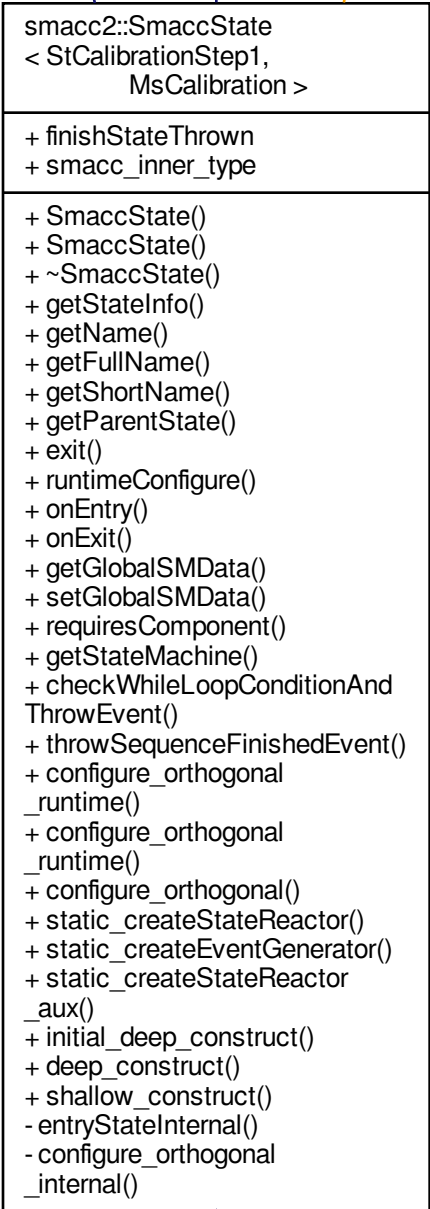 smacc2::SmaccState
< StCalibrationStep1,
MsCalibration >
+ finishStateThrown
+ smacc_inner_type
+ SmaccState()
+ SmaccState()
+ ~SmaccState()
+ getStateInfo()
+ getName()
+ getFullName()
+ getShortName()
+ getParentState()
+ exit()
+ runtimeConfigure()
+ onEntry()
+ onExit()
+ getGlobalSMData()
+ setGlobalSMData()
+ requiresComponent()
+ getStateMachine()
+ checkWhileLoopConditionAnd
ThrowEvent()
+ throwSequenceFinishedEvent()
+ configure_orthogonal
_runtime()
+ configure_orthogonal
_runtime()
+ configure_orthogonal()
+ static_createStateReactor()
+ static_createEventGenerator()
+ static_createStateReactor
_aux()
+ initial_deep_construct()
+ deep_construct()
+ shallow_construct()
- entryStateInternal()
- configure_orthogonal
_internal()